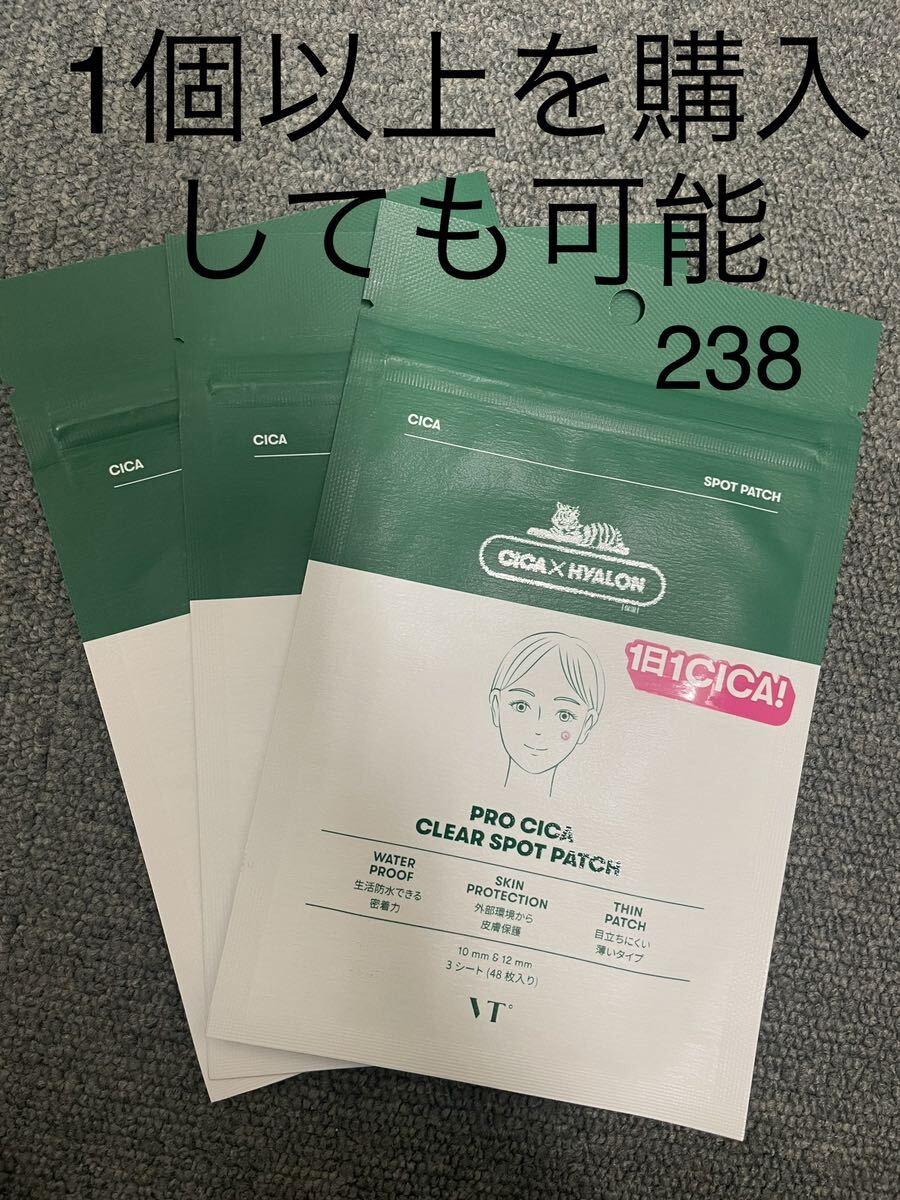 1個以上を購入
しても可能
238
CICA
CICA
CICA
SPOT PATCH
CICA×HYALON
[保湿]
1日1CICA!
PRO CICA
CLEAR SPOT PATCH
WATER
PROOF
生活防水できる
密着力
SKIN
PROTECTION
外部環境から
皮膚保護
THIN
PATCH
目立ちにくい
薄いタイプ
10 mm & 12 mm
3 シート (48 枚入り)
VT°